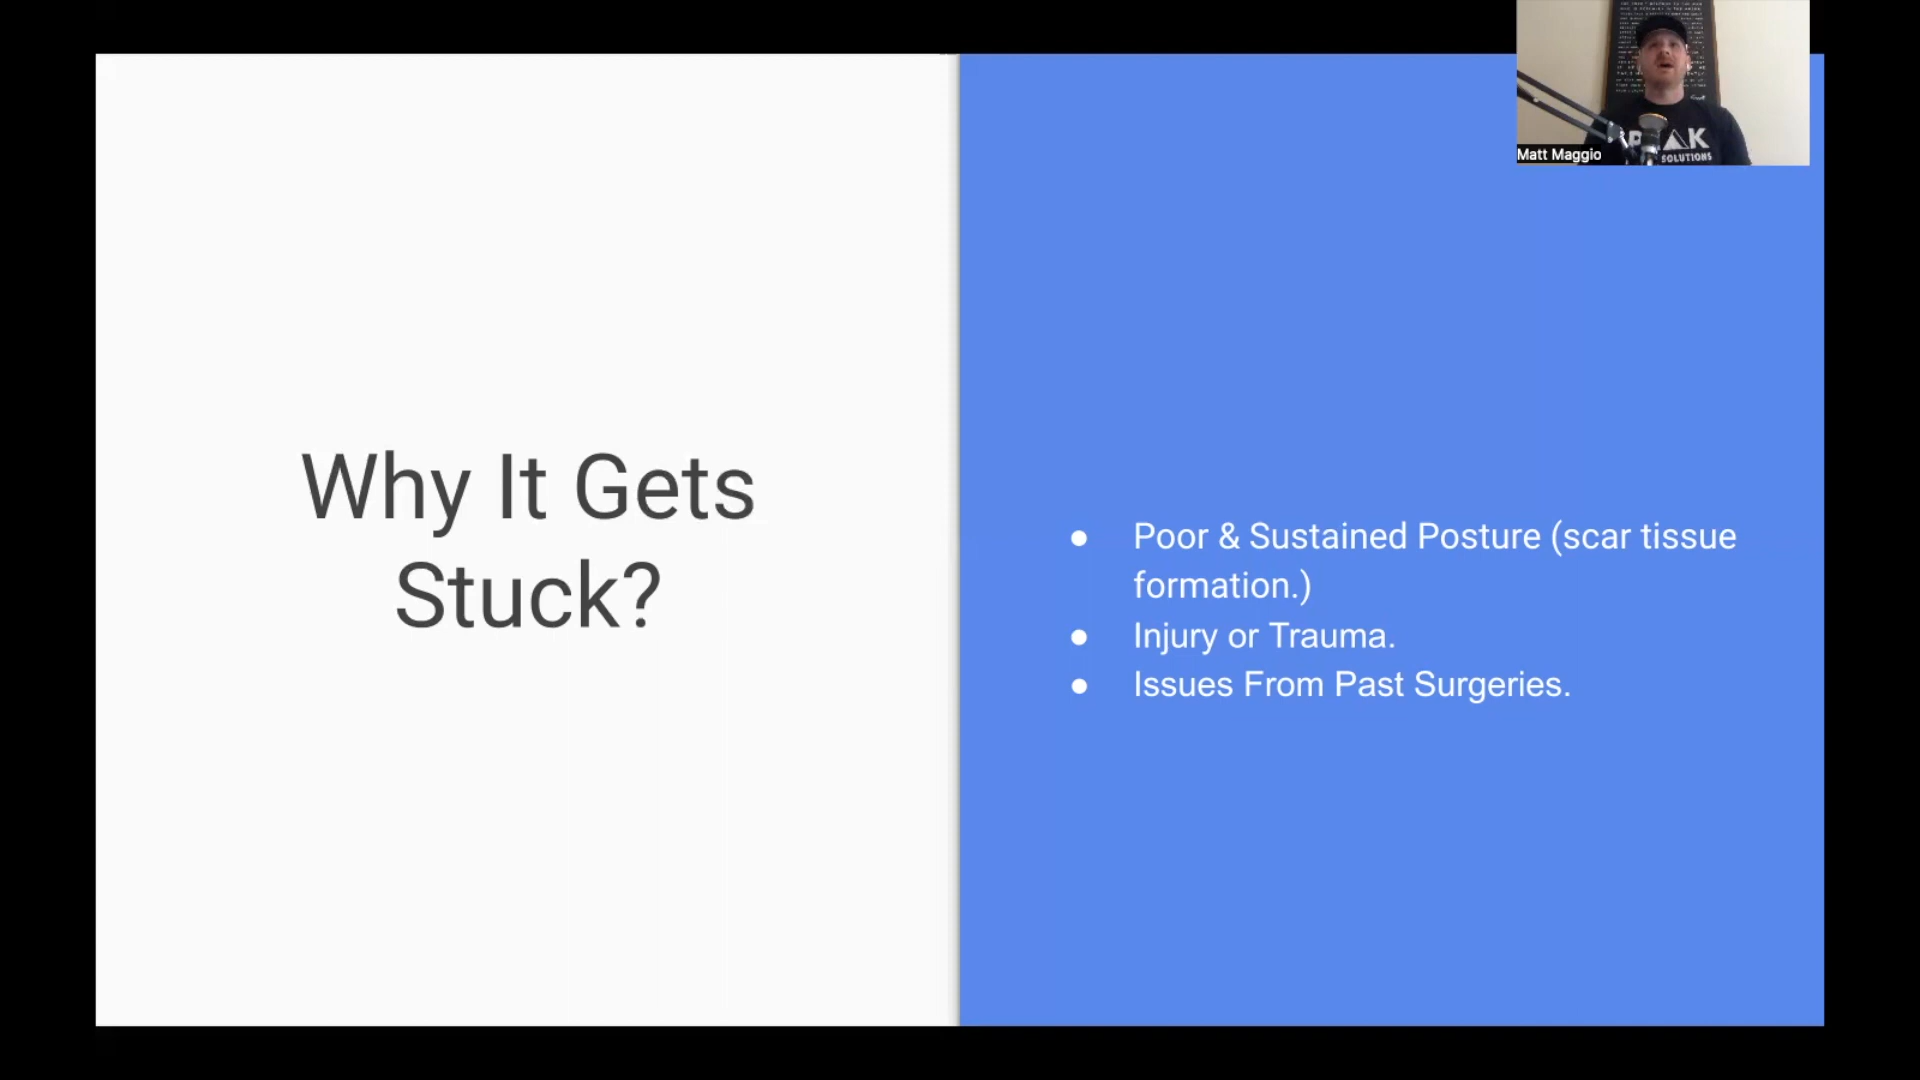 Why It Gets
Stuck?
● Poor & Sustained Posture (scar tissue
formation.)
● Injury or Trauma.
● Issues From Past Surgeries.
Matt Maggio
SOLUTIONS